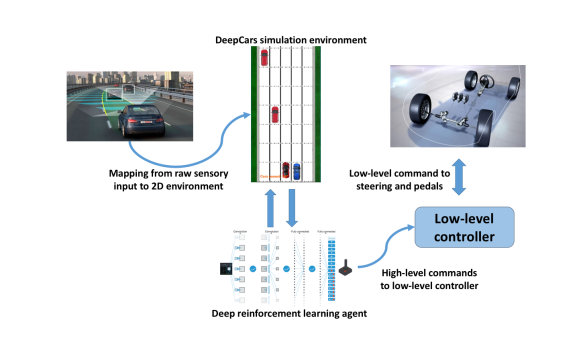 DeepCars simulation environment
Mapping from raw sensory
input to 2D environment
Low-level command to
steering and pedals
Low-level
controller
High-level commands
to low-level controller
Deep reinforcement learning agent